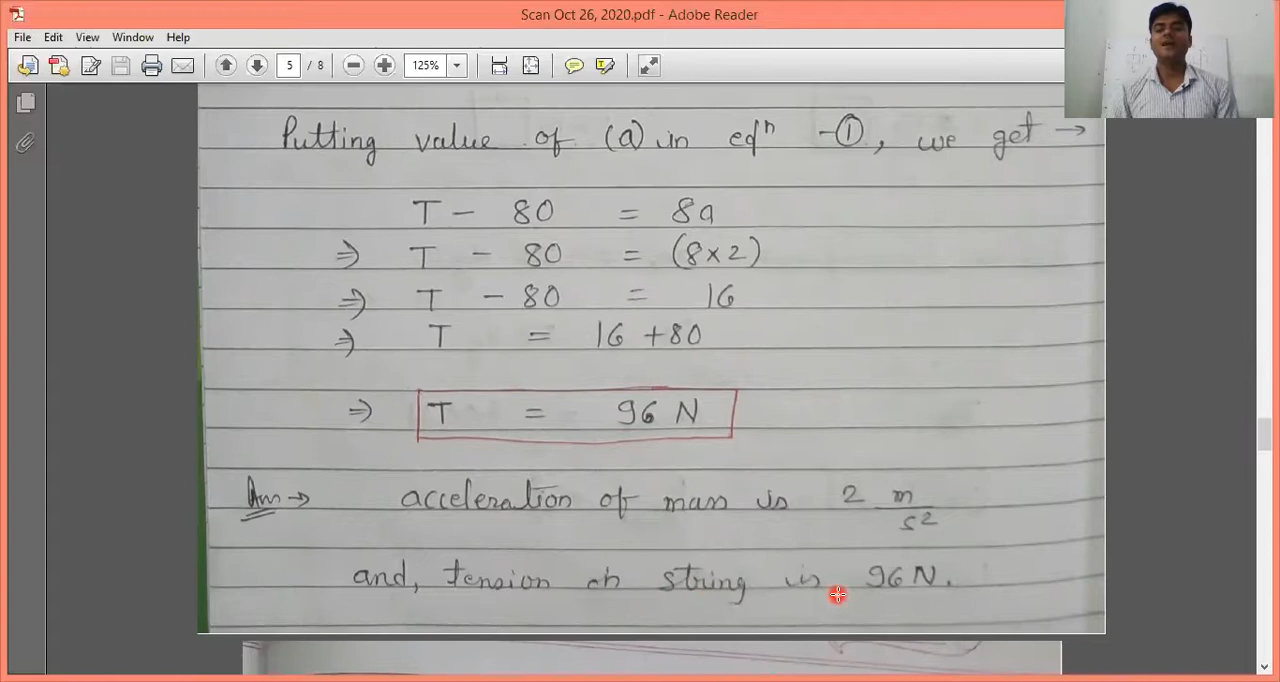 Scan Oct 26, 2020.pdf - Adobe Reader
File Edit View Window Help
5 / 8 125%
Putting value of (a) in eqⁿ -①, we get →
T - 80 = 8a
⇒ T - 80 = (8×2)
⇒ T - 80 = 16
⇒ T = 16 +80
⇒ T = 96 N
Ans → acceleration of mass is 2 m/s²
and, tension in string is 96N.